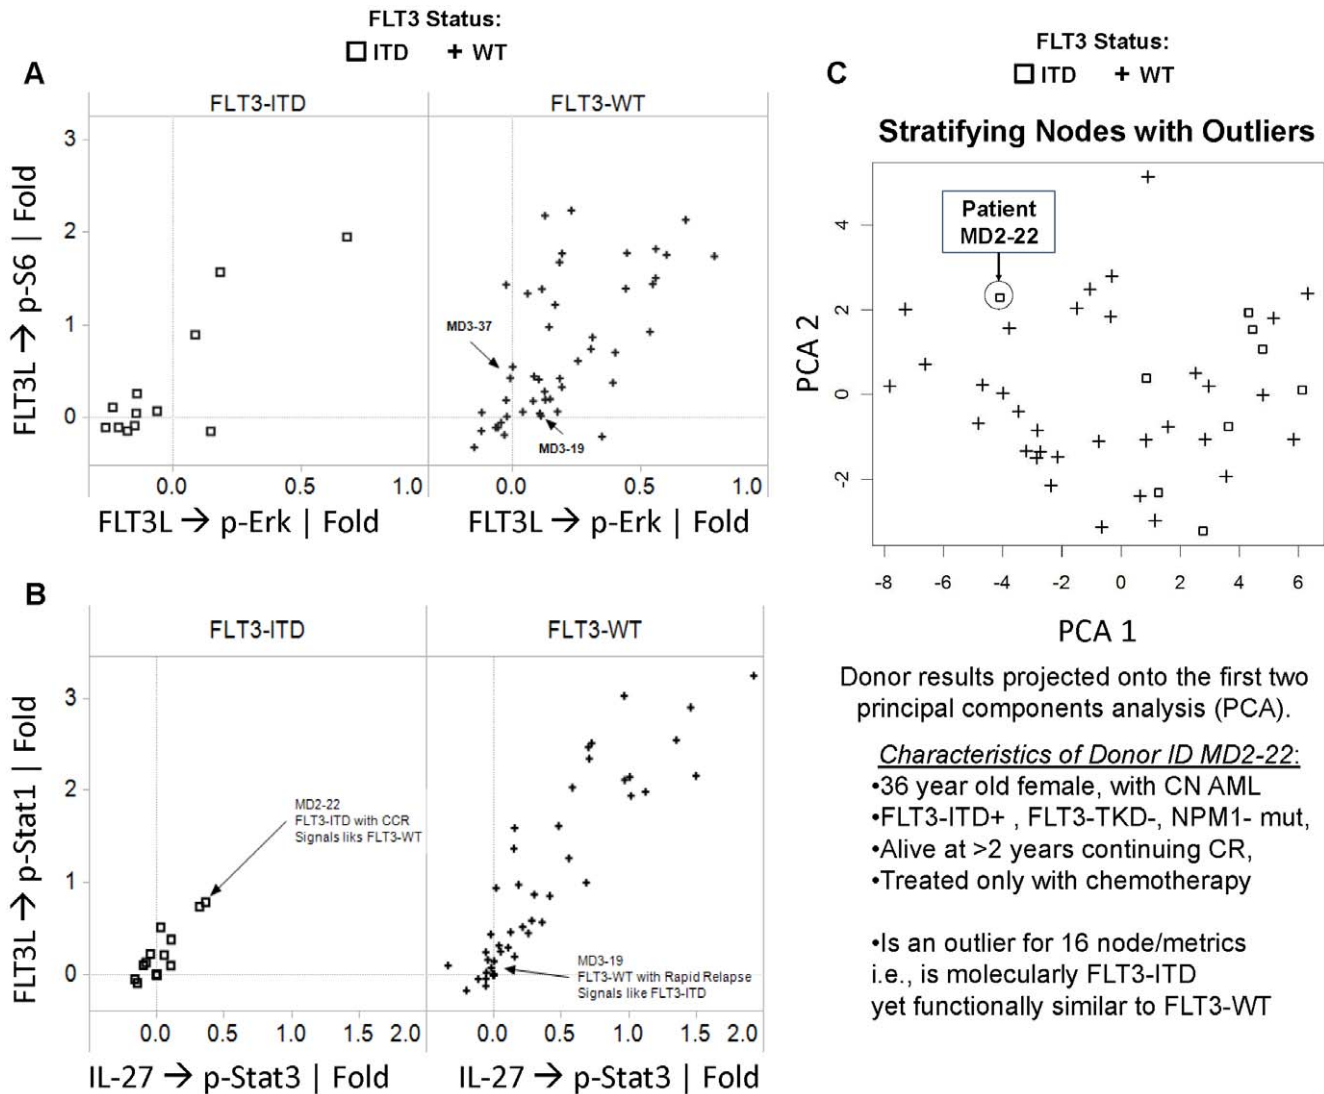 FLT3 Status:
□ ITD + WT
A
FLT3-ITD FLT3-WT
FLT3L → p-S6 | Fold
3
2
1
0
MD3-37
MD3-19
0.0 0.5 1.0 0.0 0.5 1.0
FLT3L → p-Erk | Fold FLT3L → p-Erk | Fold
B
FLT3-ITD FLT3-WT
FLT3L → p-Stat1 | Fold
3
2
1
0
MD2-22
FLT3-ITD with CCR
Signals liks FLT3-WT
MD3-19
FLT3-WT with Rapid Relapse
Signals like FLT3-ITD
0.0 0.5 1.0 1.5 2.0 0.0 0.5 1.0 1.5 2.0
IL-27 → p-Stat3 | Fold IL-27 → p-Stat3 | Fold
FLT3 Status:
C □ ITD + WT
Stratifying Nodes with Outliers
Patient
MD2-22
PCA 2
4
2
0
-2
-8 -6 -4 -2 0 2 4 6
PCA 1
Donor results projected onto the first two
principal components analysis (PCA).
Characteristics of Donor ID MD2-22:
•36 year old female, with CN AML
•FLT3-ITD+ , FLT3-TKD-, NPM1- mut,
•Alive at >2 years continuing CR,
•Treated only with chemotherapy
•Is an outlier for 16 node/metrics
i.e., is molecularly FLT3-ITD
yet functionally similar to FLT3-WT